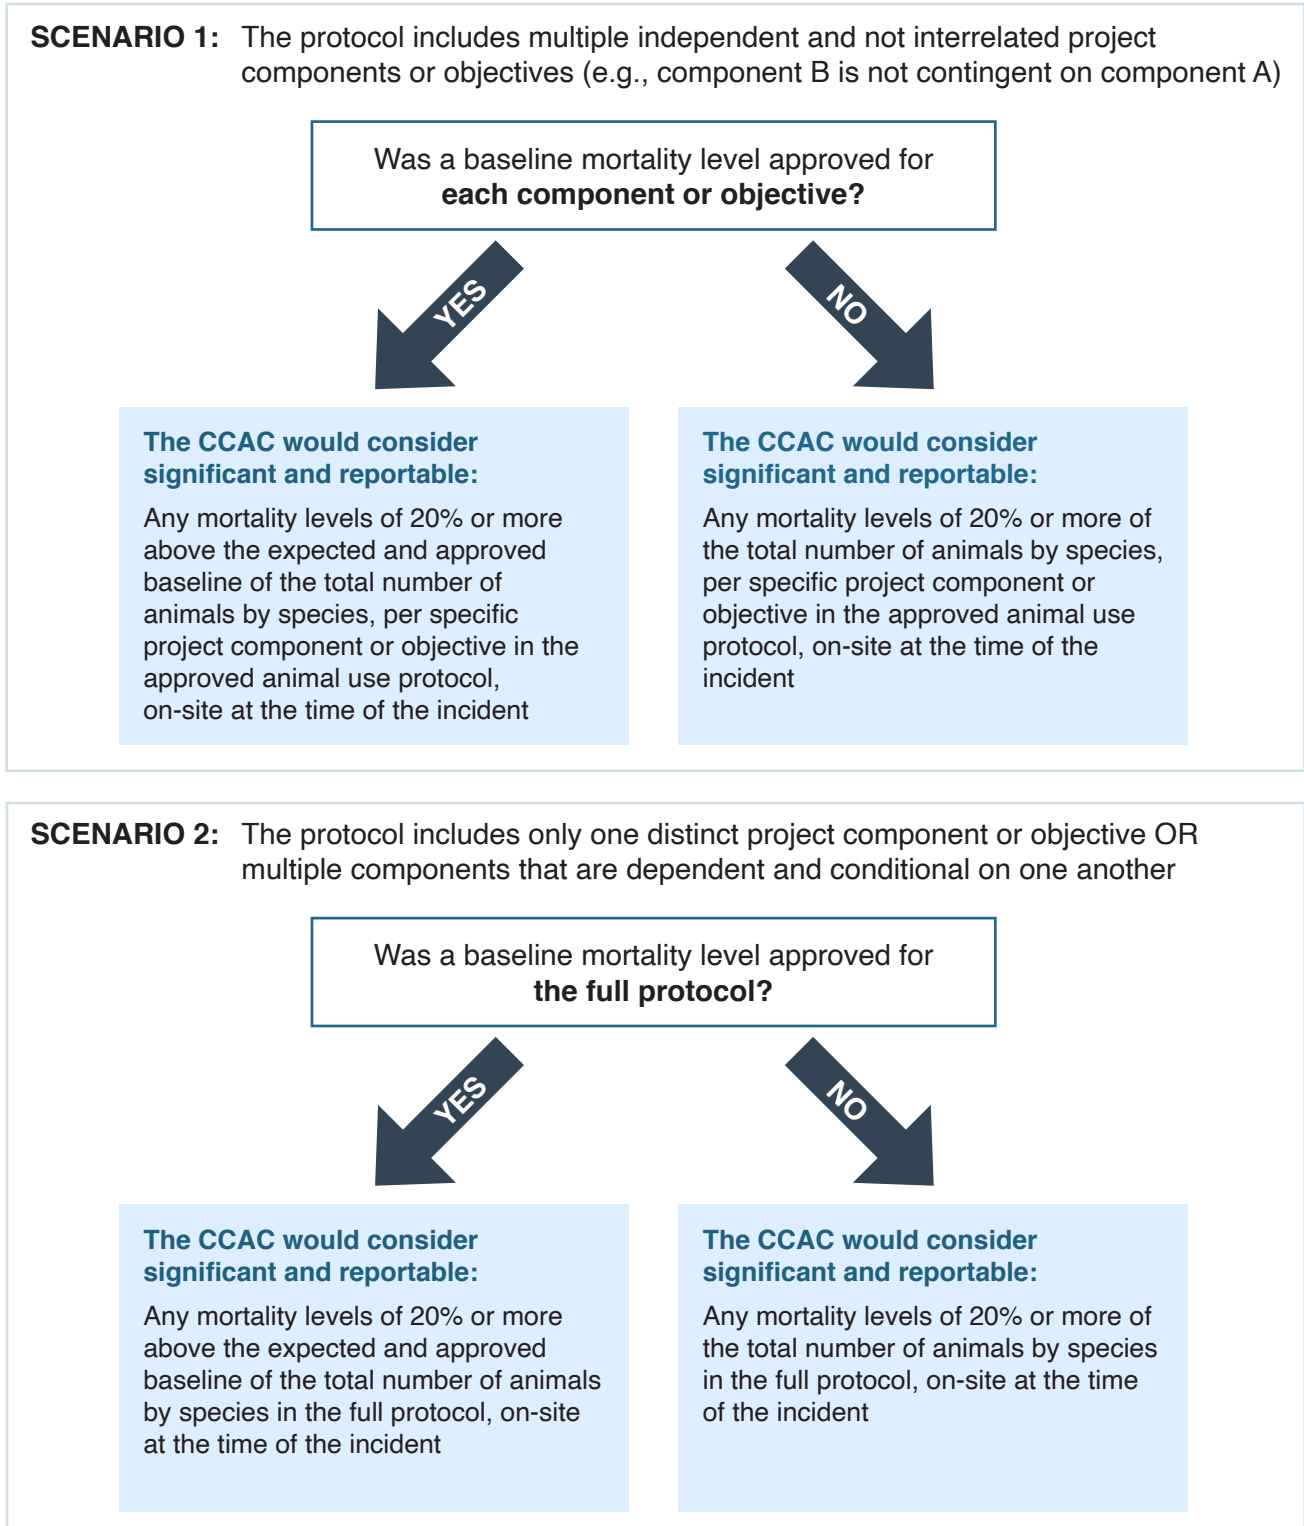 SCENARIO 1: The protocol includes multiple independent and not interrelated project
components or objectives (e.g., component B is not contingent on component A)
Was a baseline mortality level approved for
each component or objective?
YES
NO
The CCAC would consider
significant and reportable:
Any mortality levels of 20% or more
above the expected and approved
baseline of the total number of
animals by species, per specific
project component or objective in the
approved animal use protocol,
on-site at the time of the incident
The CCAC would consider
significant and reportable:
Any mortality levels of 20% or more of
the total number of animals by species,
per specific project component or
objective in the approved animal use
protocol, on-site at the time of the
incident
SCENARIO 2: The protocol includes only one distinct project component or objective OR
multiple components that are dependent and conditional on one another
Was a baseline mortality level approved for
the full protocol?
YES
NO
The CCAC would consider
significant and reportable:
Any mortality levels of 20% or more
above the expected and approved
baseline of the total number of animals
by species in the full protocol, on-site
at the time of the incident
The CCAC would consider
significant and reportable:
Any mortality levels of 20% or more of
the total number of animals by species
in the full protocol, on-site at the time
of the incident